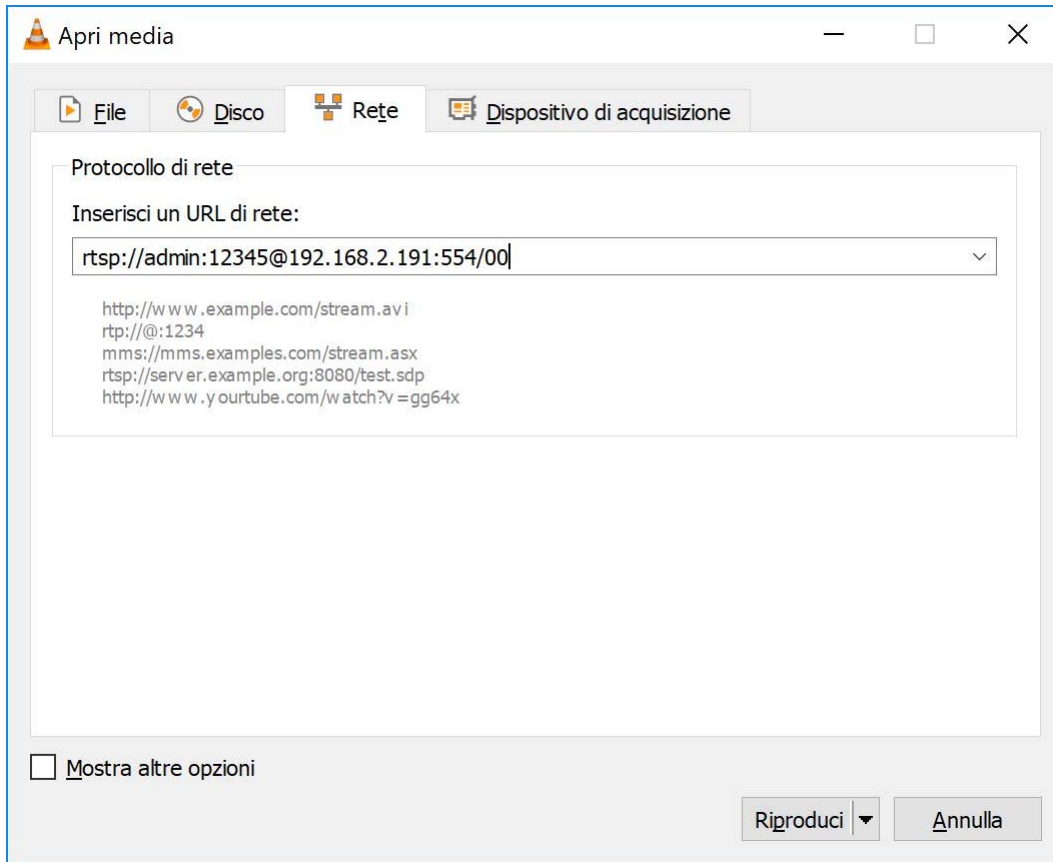 Apri media
File
Disco
Rete
Dispositivo di acquisizione
Protocollo di rete
Inserisci un URL di rete:
rtsp://admin:12345@192.168.2.191:554/00
http://www.example.com/stream.avi
rtp://@:1234
mms://mms.examples.com/stream.asx
rtsp://server.example.org:8080/test.sdp
http://www.yourtube.com/watch?v=gg64x
Mostra altre opzioni
Riproduci
Annulla